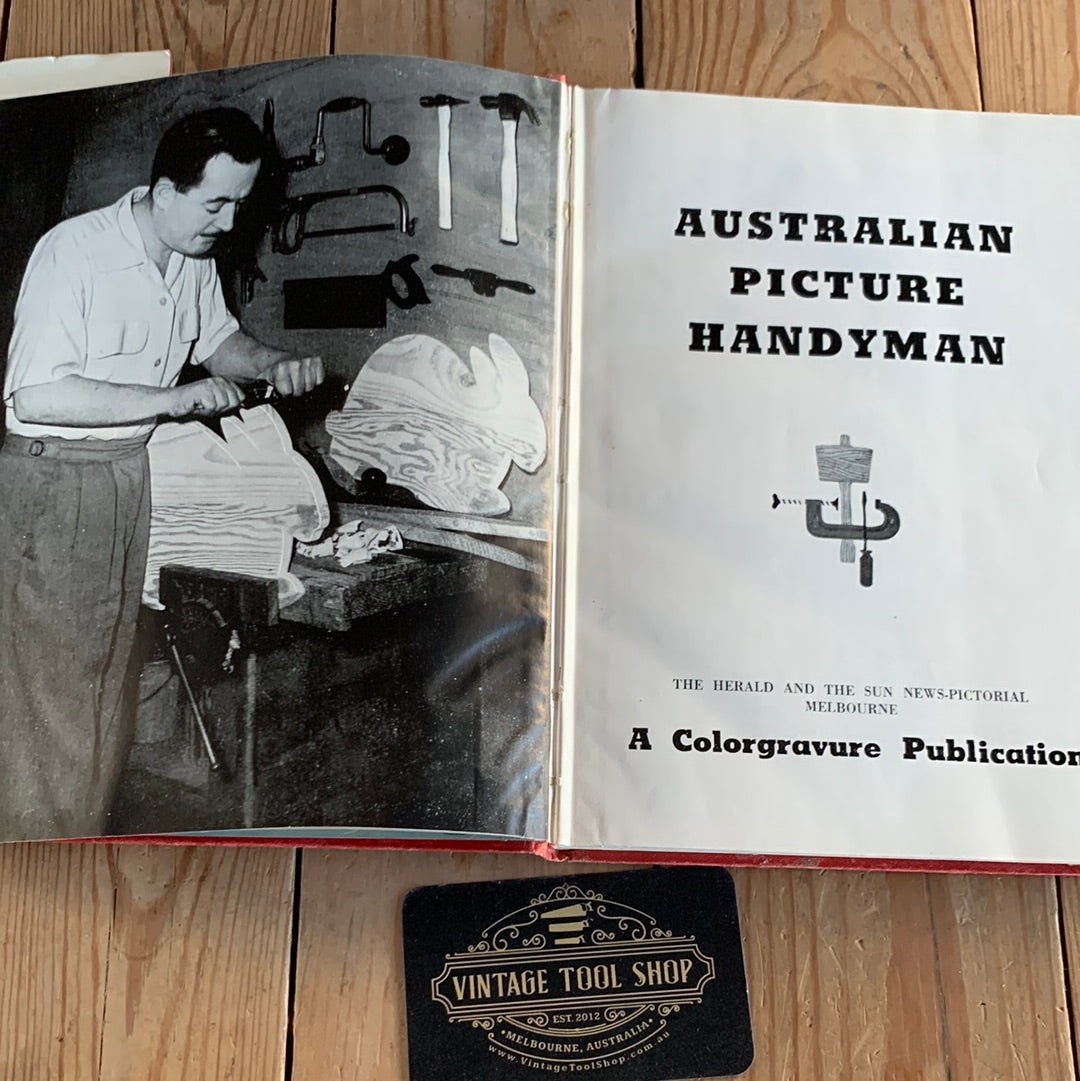 AUSTRALIAN
PICTURE
HANDYMAN
THE HERALD AND THE SUN NEWS-PICTORIAL
MELBOURNE
A Colorgravure Publication
VINTAGE TOOL SHOP
EST. 2012
•MELBOURNE, AUSTRALIA•
www.VintageToolShop.com.au